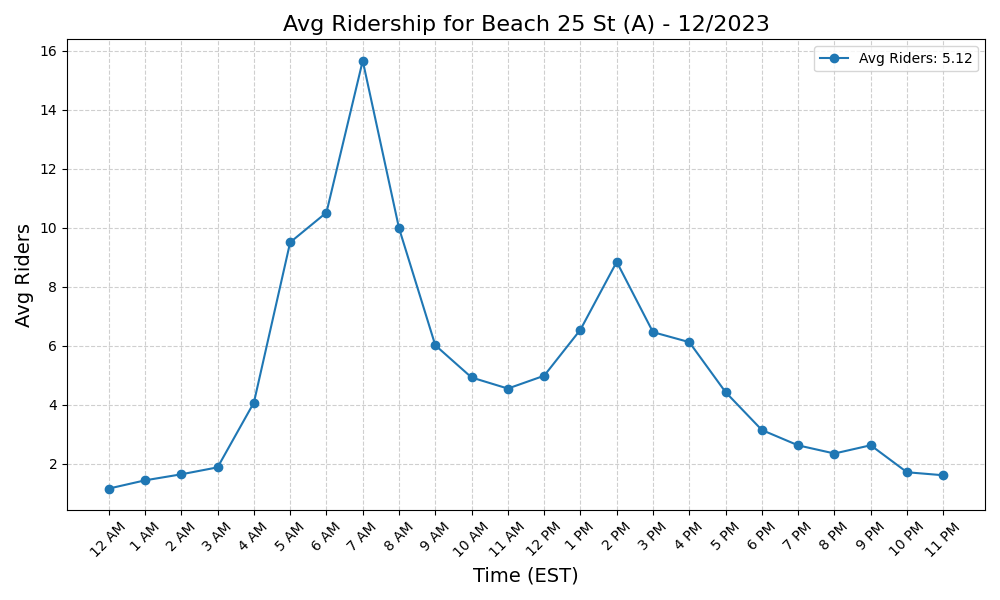 Avg Ridership for Beach 25 St (A) - 12/2023
Avg Riders: 5.12
Avg Riders
16
14
12
10
8
6
4
2
12 AM
1 AM
2 AM
3 AM
4 AM
5 AM
6 AM
7 AM
8 AM
9 AM
10 AM
11 AM
12 PM
1 PM
2 PM
3 PM
4 PM
5 PM
6 PM
7 PM
8 PM
9 PM
10 PM
11 PM
Time (EST)